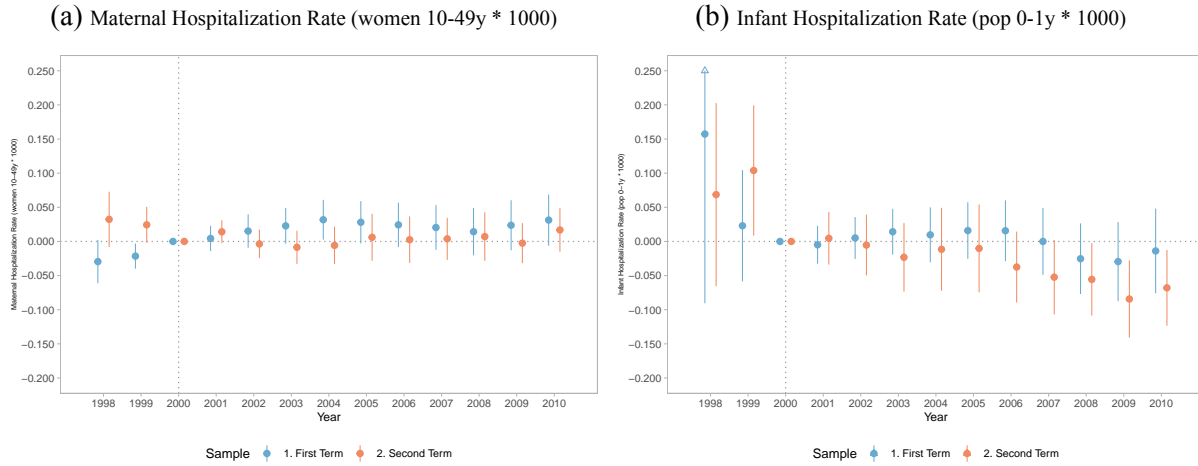 (a) Maternal Hospitalization Rate (women 10-49y * 1000)
Maternal Hospitalization Rate (women 10−49y * 1000)
0.250
0.200
0.150
0.100
0.050
0.000
−0.050
−0.100
−0.150
−0.200
1998 1999 2000 2001 2002 2003 2004 2005 2006 2007 2008 2009 2010
Year
Sample 1. First Term 2. Second Term
(b) Infant Hospitalization Rate (pop 0-1y * 1000)
Infant Hospitalization Rate (pop 0−1y * 1000)
0.250
0.200
0.150
0.100
0.050
0.000
−0.050
−0.100
−0.150
−0.200
1998 1999 2000 2001 2002 2003 2004 2005 2006 2007 2008 2009 2010
Year
Sample 1. First Term 2. Second Term